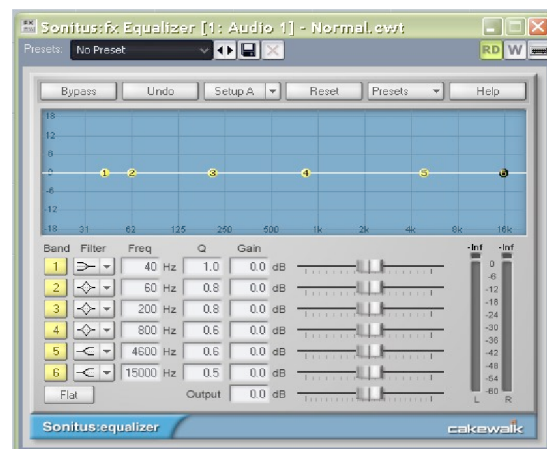 Sonitus:fx Equalizer [1: Audio 1] - Normal.cwt
Presets: No Preset RD W
Bypass Undo Setup A Reset Presets Help
18
12
6
0 1 2 3 4 5 6
-6
-12
-18 31 62 125 250 500 1k 2k 4k 8k 16k
Band Filter Freq Q Gain -Inf -Inf
1 40 Hz 1.0 0.0 dB
2 60 Hz 0.8 0.0 dB
3 200 Hz 0.8 0.0 dB
4 800 Hz 0.6 0.0 dB
5 4600 Hz 0.6 0.0 dB
6 15000 Hz 0.5 0.0 dB
Flat Output 0.0 dB
0
-6
-12
-18
-24
-30
-36
-42
-48
-54
-60
L R
Sonitus:equalizer cakewalk